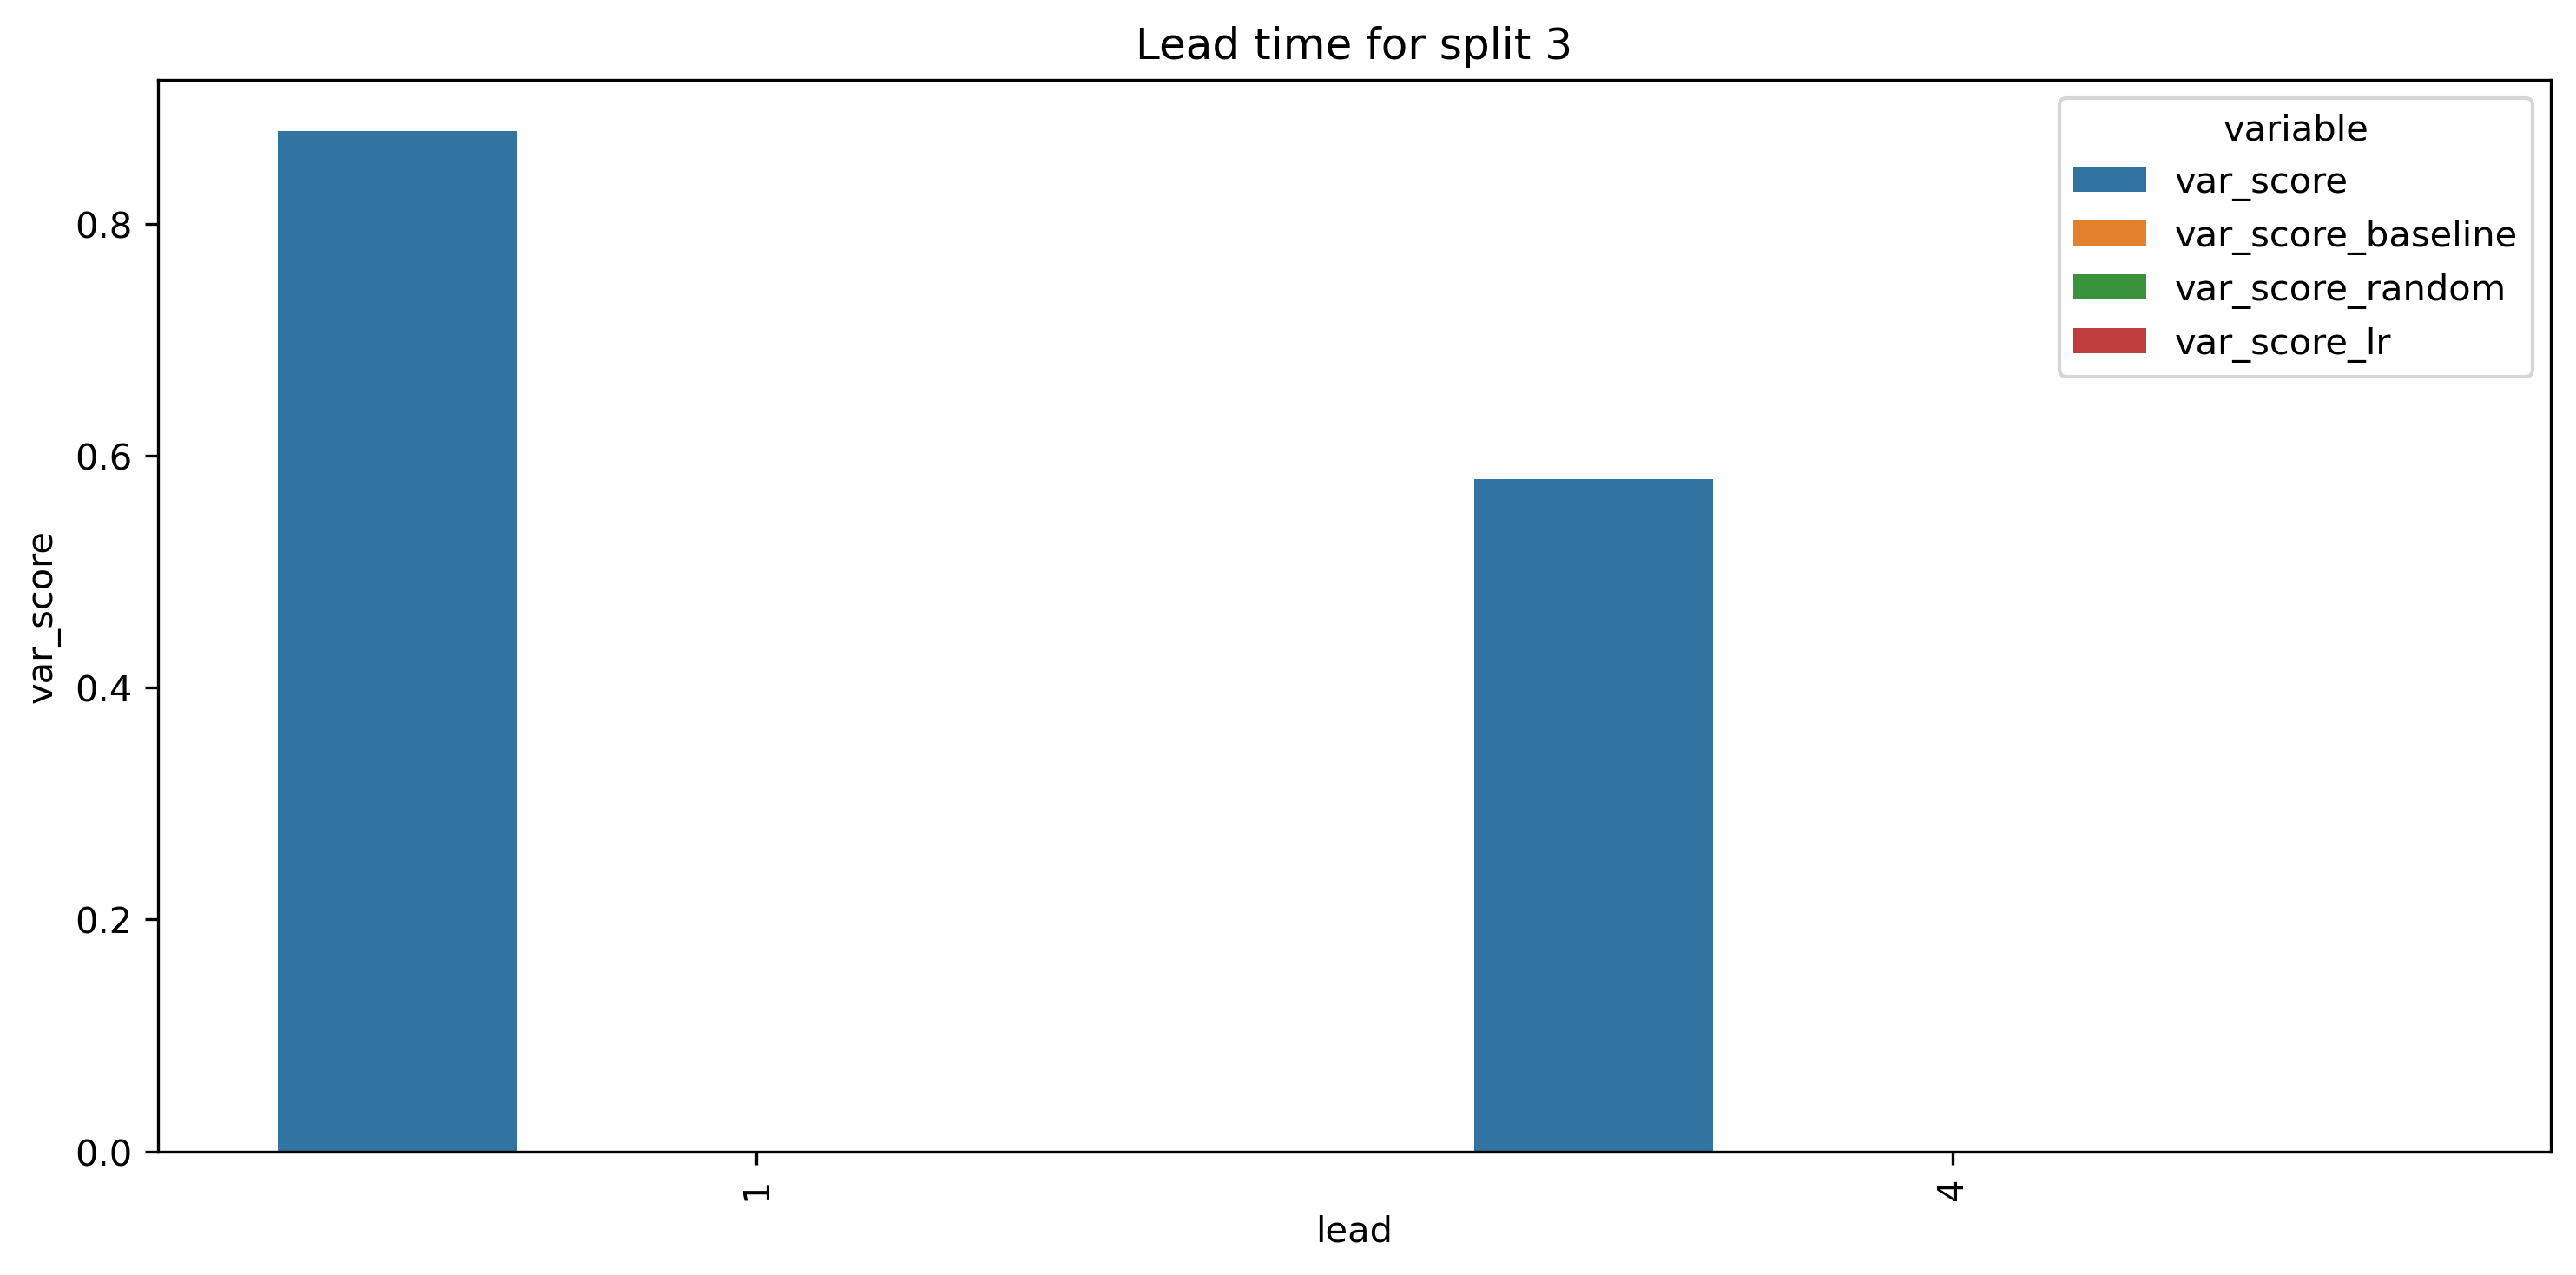 Lead time for split 3
variable
var_score
var_score_baseline
var_score_random
var_score_lr
var_score
0.8
0.6
0.4
0.2
0.0
1
4
lead